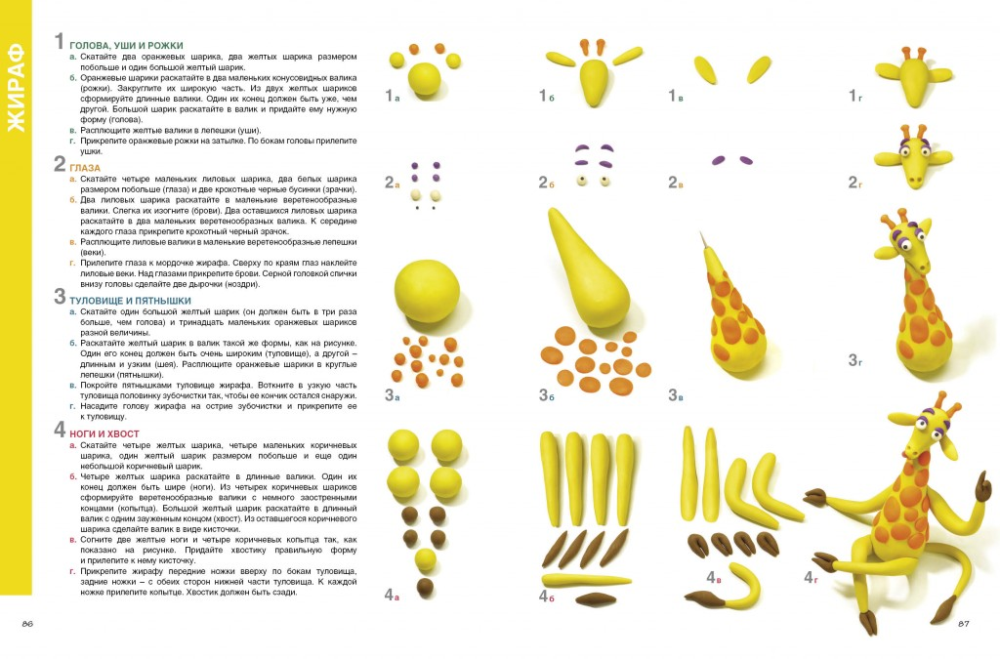 ЖИРАФ
1 ГОЛОВА, УШИ И РОЖКИ
а. Скатайте два оранжевых шарика, два желтых шарика размером
побольше и один большой желтый шарик.
б. Оранжевые шарики раскатайте в два маленьких конусовидных валика
(рожки). Закруглите их широкую часть. Из двух желтых шариков
сформируйте длинные валики. Один их конец должен быть уже, чем
другой. Большой шарик раскатайте в валик и придайте ему нужную
форму (голова).
в. Расплющите желтые валики в лепешки (уши).
г. Прикрепите оранжевые рожки на затылке. По бокам головы прилепите
ушки.
2 ГЛАЗА
а. Скатайте четыре маленьких лиловых шарика, два белых шарика
размером побольше (глаза) и две крохотные черные бусинки (зрачки).
б. Два лиловых шарика раскатайте в маленькие веретенообразные
валики. Слегка их изогните (брови). Два оставшихся лиловых шарика
раскатайте в два маленьких веретенообразных валика. К середине
каждого глаза прикрепите крохотный черный зрачок.
в. Расплющите лиловые валики в маленькие веретенообразные лепешки
(веки).
г. Прилепите глаза к мордочке жирафа. Сверху по краям глаз наклейте
лиловые веки. Над глазами прикрепите брови. Серной головкой спички
внизу головы сделайте две дырочки (ноздри).
3 ТУЛОВИЩЕ И ПЯТНЫШКИ
а. Скатайте один большой желтый шарик (он должен быть в три раза
больше, чем голова) и тринадцать маленьких оранжевых шариков
разной величины.
б. Раскатайте желтый шарик в валик такой же формы, как на рисунке.
Один его конец должен быть очень широким (туловище), а другой –
длинным и узким (шея). Расплющите оранжевые шарики в круглые
лепешки (пятнышки).
в. Покройте пятнышками туловище жирафа. Воткните в узкую часть
туловища половинку зубочистки так, чтобы ее кончик остался снаружи.
г. Насадите голову жирафа на острие зубочистки и прикрепите ее
к туловищу.
4 НОГИ И ХВОСТ
а. Скатайте четыре желтых шарика, четыре маленьких коричневых
шарика, один желтый шарик размером побольше и еще один
небольшой коричневый шарик.
б. Четыре желтых шарика раскатайте в длинные валики. Один их
конец должен быть шире (ноги). Из четырех коричневых шариков
сформируйте веретенообразные валики с немного заостренными
концами (копытца). Большой желтый шарик раскатайте в длинный
валик с одним зауженным концом (хвост). Из оставшегося коричневого
шарика сделайте валик в виде кисточки.
в. Согните две желтые ноги и четыре коричневых копытца так, как
показано на рисунке. Придайте хвостику правильную форму
и прилепите к нему кисточку.
г. Прикрепите жирафу передние ножки вверху по бокам туловища,
задние ножки – с обеих сторон нижней части туловища. К каждой
ножке прилепите копытце. Хвостик должен быть сзади.
86
1а
1б
1в
1г
2а
2б
2в
2г
3а
3б
3в
3г
4а
4б
4в
4г
87